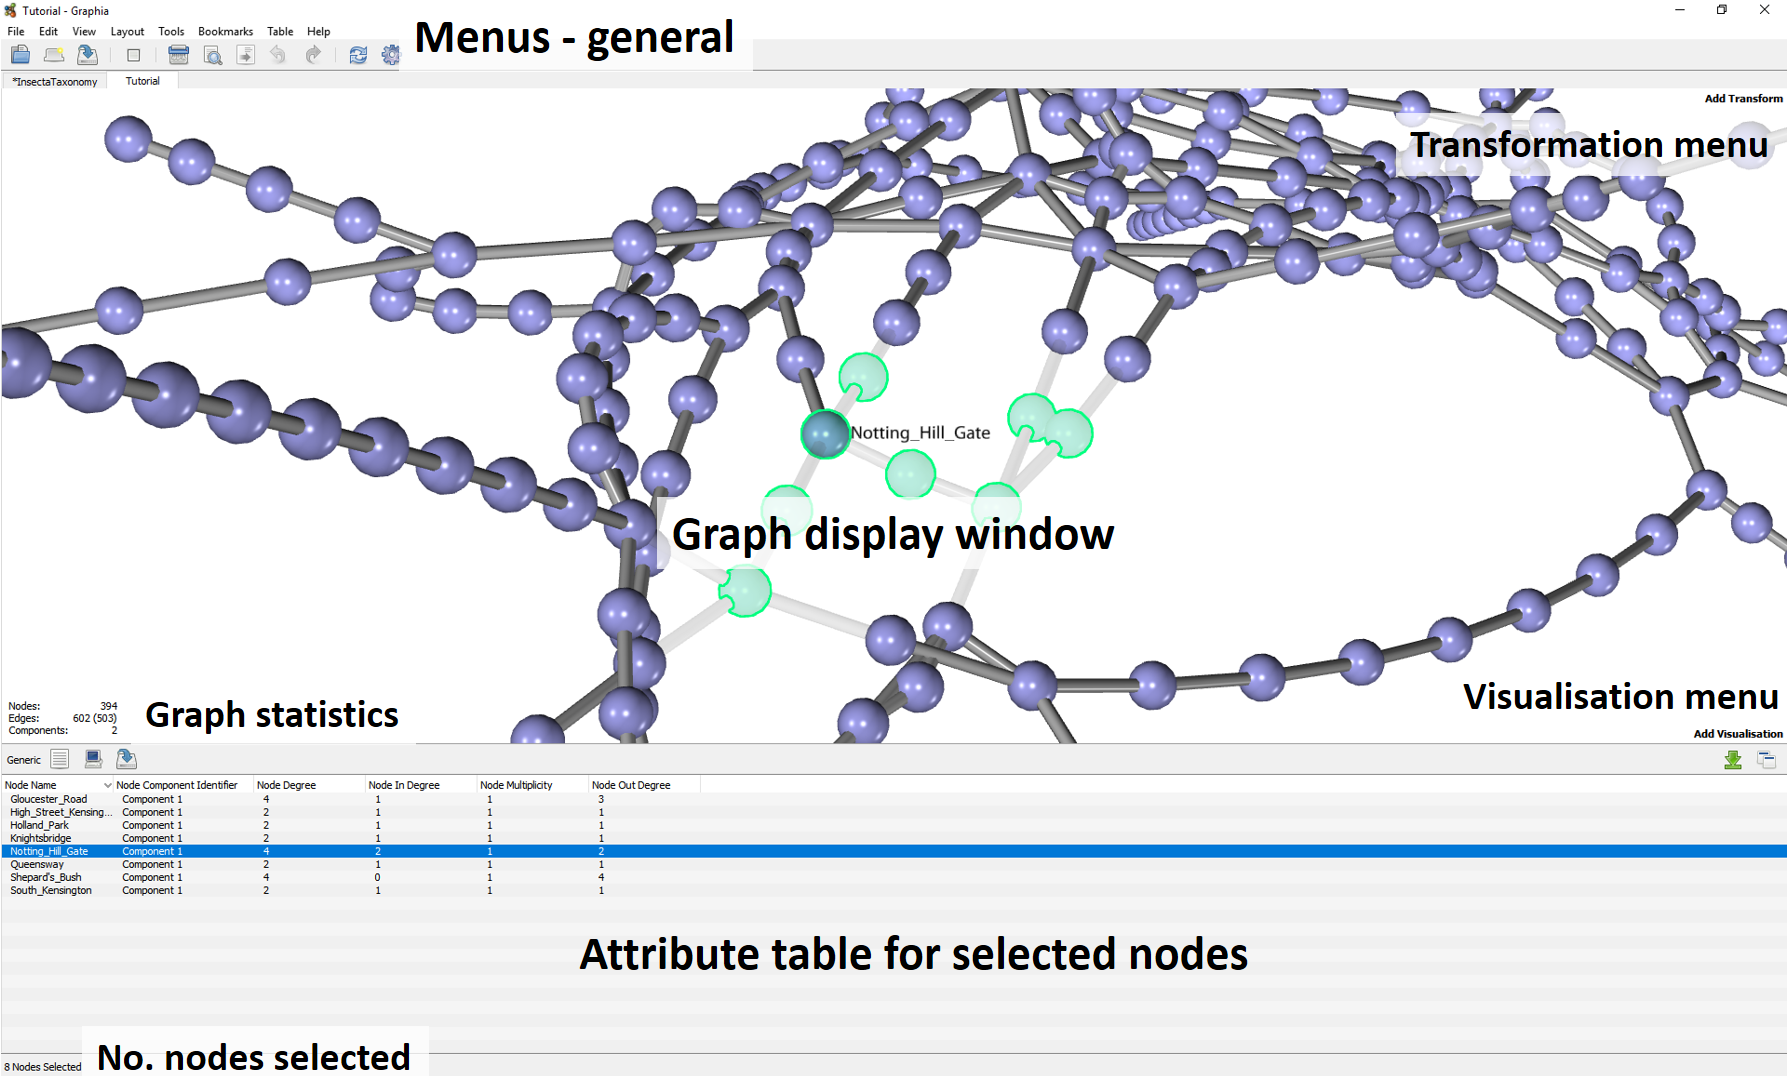 Tutorial - Graphia
File Edit View Layout Tools Bookmarks Table Help
Menus - general
*InsectaTaxonomy Tutorial
Add Transform
Transformation menu
Notting_Hill_Gate
Graph display window
Nodes: 394
Edges: 602 (503)
Components: 2
Graph statistics
Visualisation menu
Add Visualisation
Generic
Node Name Node Component Identifier Node Degree Node In Degree Node Multiplicity Node Out Degree
Gloucester_Road Component 1 4 1 1 3
High_Street_Kensing... Component 1 2 1 1 1
Holland_Park Component 1 2 1 1 1
Knightsbridge Component 1 2 1 1 1
Notting_Hill_Gate Component 1 4 2 1 2
Queensway Component 1 2 1 1 1
Shepard's_Bush Component 1 4 0 1 4
South_Kensington Component 1 2 1 1 1
Attribute table for selected nodes
8 Nodes Selected
No. nodes selected